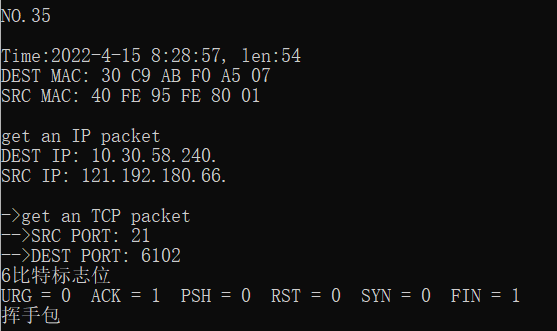 NO.35
Time:2022-4-15 8:28:57, len:54
DEST MAC: 30 C9 AB F0 A5 07
SRC MAC: 40 FE 95 FE 80 01
get an IP packet
DEST IP: 10.30.58.240.
SRC IP: 121.192.180.66.
->get an TCP packet
-->SRC PORT: 21
-->DEST PORT: 6102
6比特标志位
URG = 0  ACK = 1  PSH = 0  RST = 0  SYN = 0  FIN = 1
挥手包